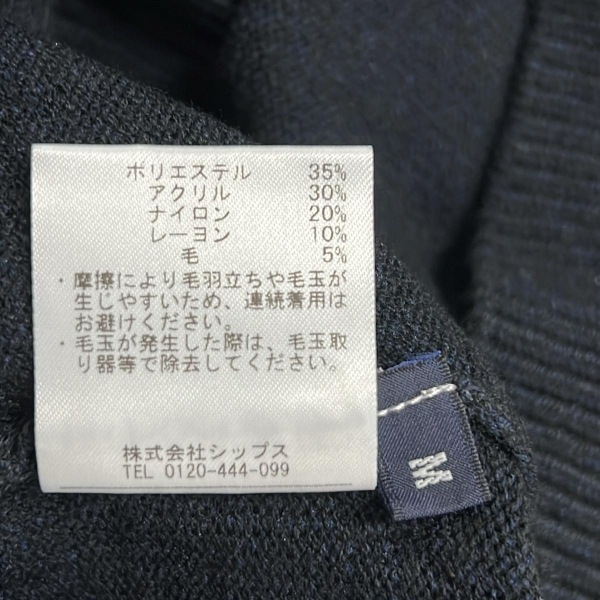 ポリエステル 35%
アクリル 30%
ナイロン 20%
レーヨン 10%
毛 5%
・摩擦により毛羽立ちや毛玉が
生じやすいため、連続着用は
お避けください。
・毛玉が発生した際は、毛玉取
り器等で除去してください。
株式会社シップス
TEL 0120-444-099
M